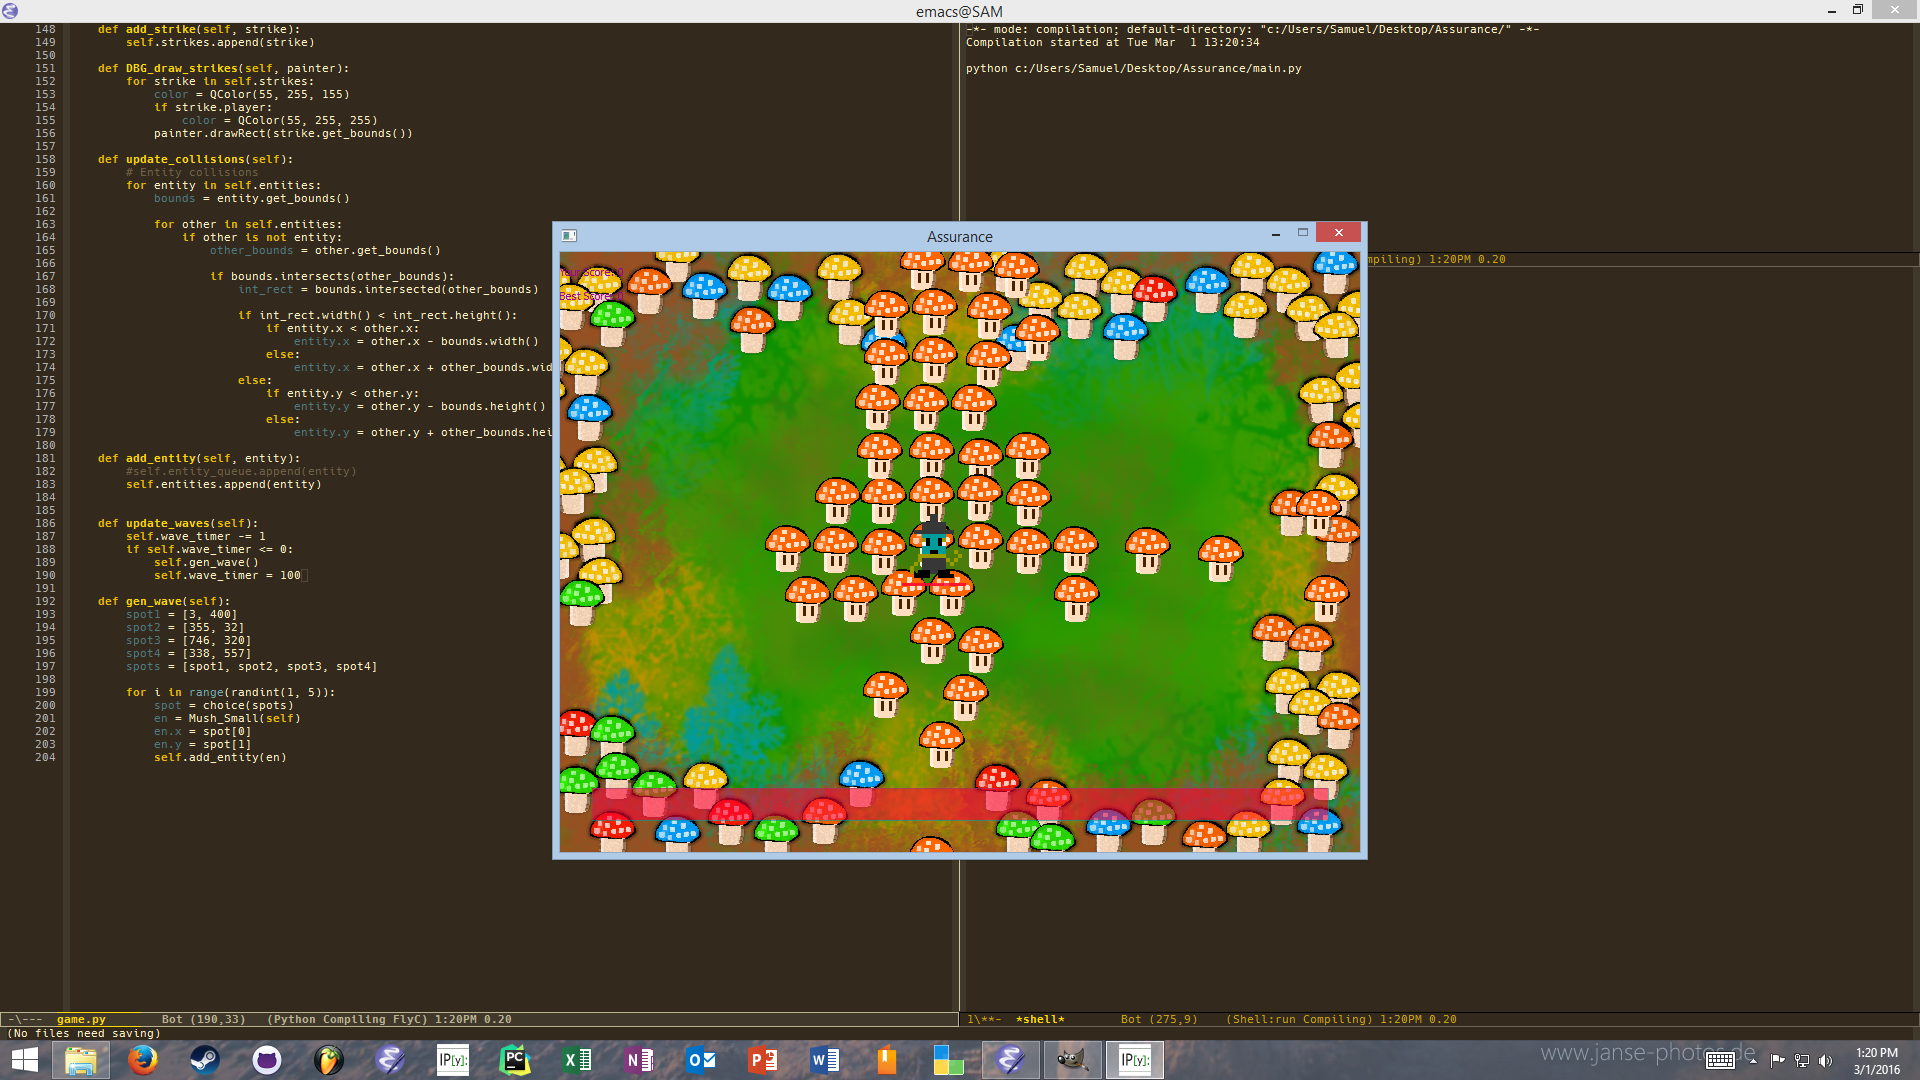 emacs@SAM
148 def add_strike(self, strike):
149 self.strikes.append(strike)
150
151 def DBG_draw_strikes(self, painter):
152 for strike in self.strikes:
153 color = QColor(55, 255, 155)
154 if strike.player:
155 color = QColor(55, 255, 255)
156 painter.drawRect(strike.get_bounds())
157
158 def update_collisions(self):
159 # Entity collisions
160 for entity in self.entities:
161 bounds = entity.get_bounds()
162
163 for other in self.entities:
164 if other is not entity:
165 other_bounds = other.get_bounds()
166
167 if bounds.intersects(other_bounds):
168 int_rect = bounds.intersected(other_bounds)
169
170 if int_rect.width() < int_rect.height():
171 if entity.x < other.x:
172 entity.x = other.x - bounds.width()
173 else:
174 entity.x = other.x + other_bounds.wid
175 else:
176 if entity.y < other.y:
177 entity.y = other.y - bounds.height()
178 else:
179 entity.y = other.y + other_bounds.hei
180
181 def add_entity(self, entity):
182 #self.entity_queue.append(entity)
183 self.entities.append(entity)
184
185
186 def update_waves(self):
187 self.wave_timer -= 1
188 if self.wave_timer <= 0:
189 self.gen_wave()
190 self.wave_timer = 100
191
192 def gen_wave(self):
193 spot1 = [3, 400]
194 spot2 = [355, 32]
195 spot3 = [746, 320]
196 spot4 = [338, 557]
197 spots = [spot1, spot2, spot3, spot4]
198
199 for i in range(randint(1, 5)):
200 spot = choice(spots)
201 en = Mush_Small(self)
202 en.x = spot[0]
203 en.y = spot[1]
204 self.add_entity(en)
-*- mode: compilation; default-directory: "c:/Users/Samuel/Desktop/Assurance/" -*-
Compilation started at Tue Mar 1 13:20:34
python c:/Users/Samuel/Desktop/Assurance/main.py
mpiling) 1:20PM 0.20
Assurance
Your Score: 0
Best Score: 0
-\--- game.py Bot (190,33) (Python Compiling FlyC) 1:20PM 0.20
1\**- *shell* Bot (275,9) (Shell:run Compiling) 1:20PM 0.20
(No files need saving)
IP[y]:
PC
IP[y]:
www.janse-photos.de
1:20 PM
3/1/2016